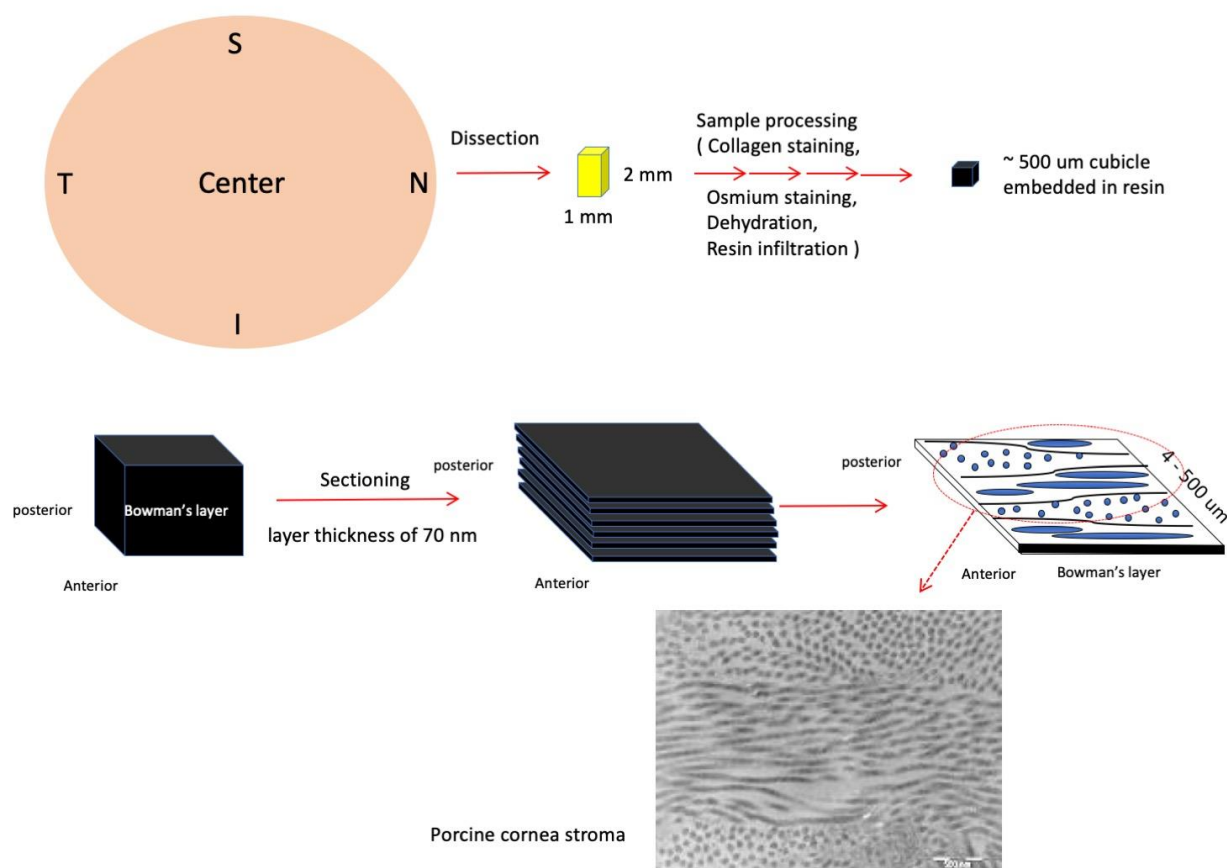 S
T
Center
N
I
Dissection
2 mm
1 mm
Sample processing
( Collagen staining,
Osmium staining,
Dehydration,
Resin infiltration )
~ 500 um cubicle
embedded in resin
posterior
Bowman's layer
Anterior
Sectioning
layer thickness of 70 nm
posterior
Anterior
posterior
4 - 500 um
Anterior
Bowman's layer
Porcine cornea stroma
500 nm